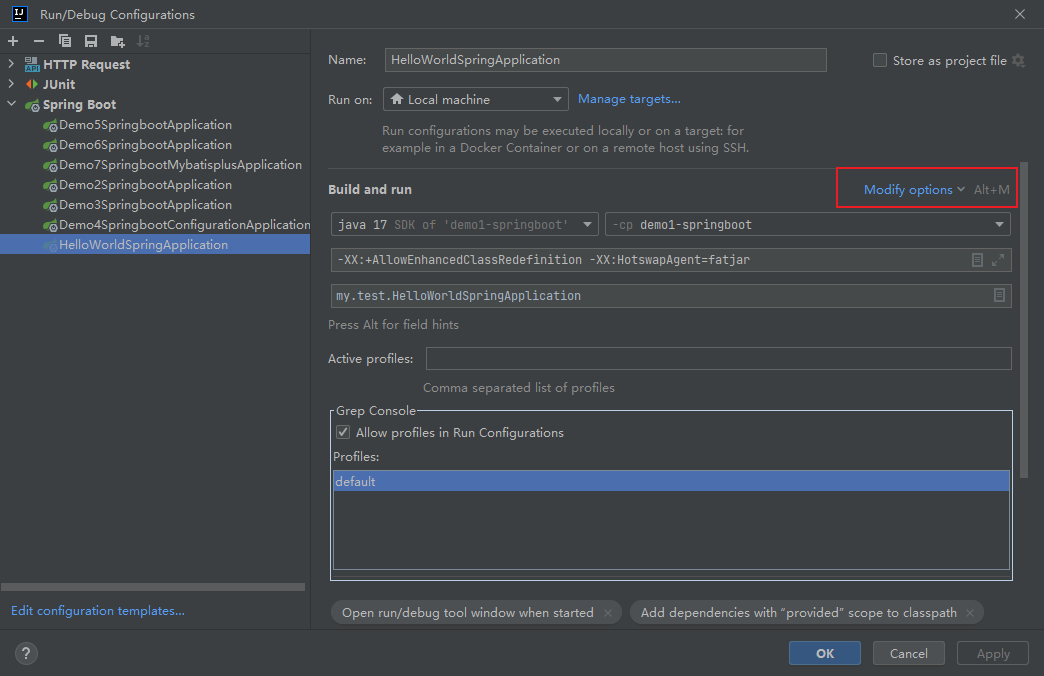 Run/Debug Configurations
HTTP Request
JUnit
Spring Boot
Demo5SpringbootApplication
Demo6SpringbootApplication
Demo7SpringbootMybatisplusApplication
Demo2SpringbootApplication
Demo3SpringbootApplication
Demo4SpringbootConfigurationApplication
HelloWorldSpringApplication
Edit configuration templates...
Name: HelloWorldSpringApplication Store as project file
Run on: Local machine Manage targets...
Run configurations may be executed locally or on a target: for
example in a Docker Container or on a remote host using SSH.
Build and run Modify options Alt+M
java 17 SDK of 'demo1-springboot' -cp demo1-springboot
-XX:+AllowEnhancedClassRedefinition -XX:HotswapAgent=fatjar
my.test.HelloWorldSpringApplication
Press Alt for field hints
Active profiles:
Comma separated list of profiles
Grep Console
Allow profiles in Run Configurations
Profiles:
default
Open run/debug tool window when started × Add dependencies with “provided” scope to classpath ×
? OK Cancel Apply